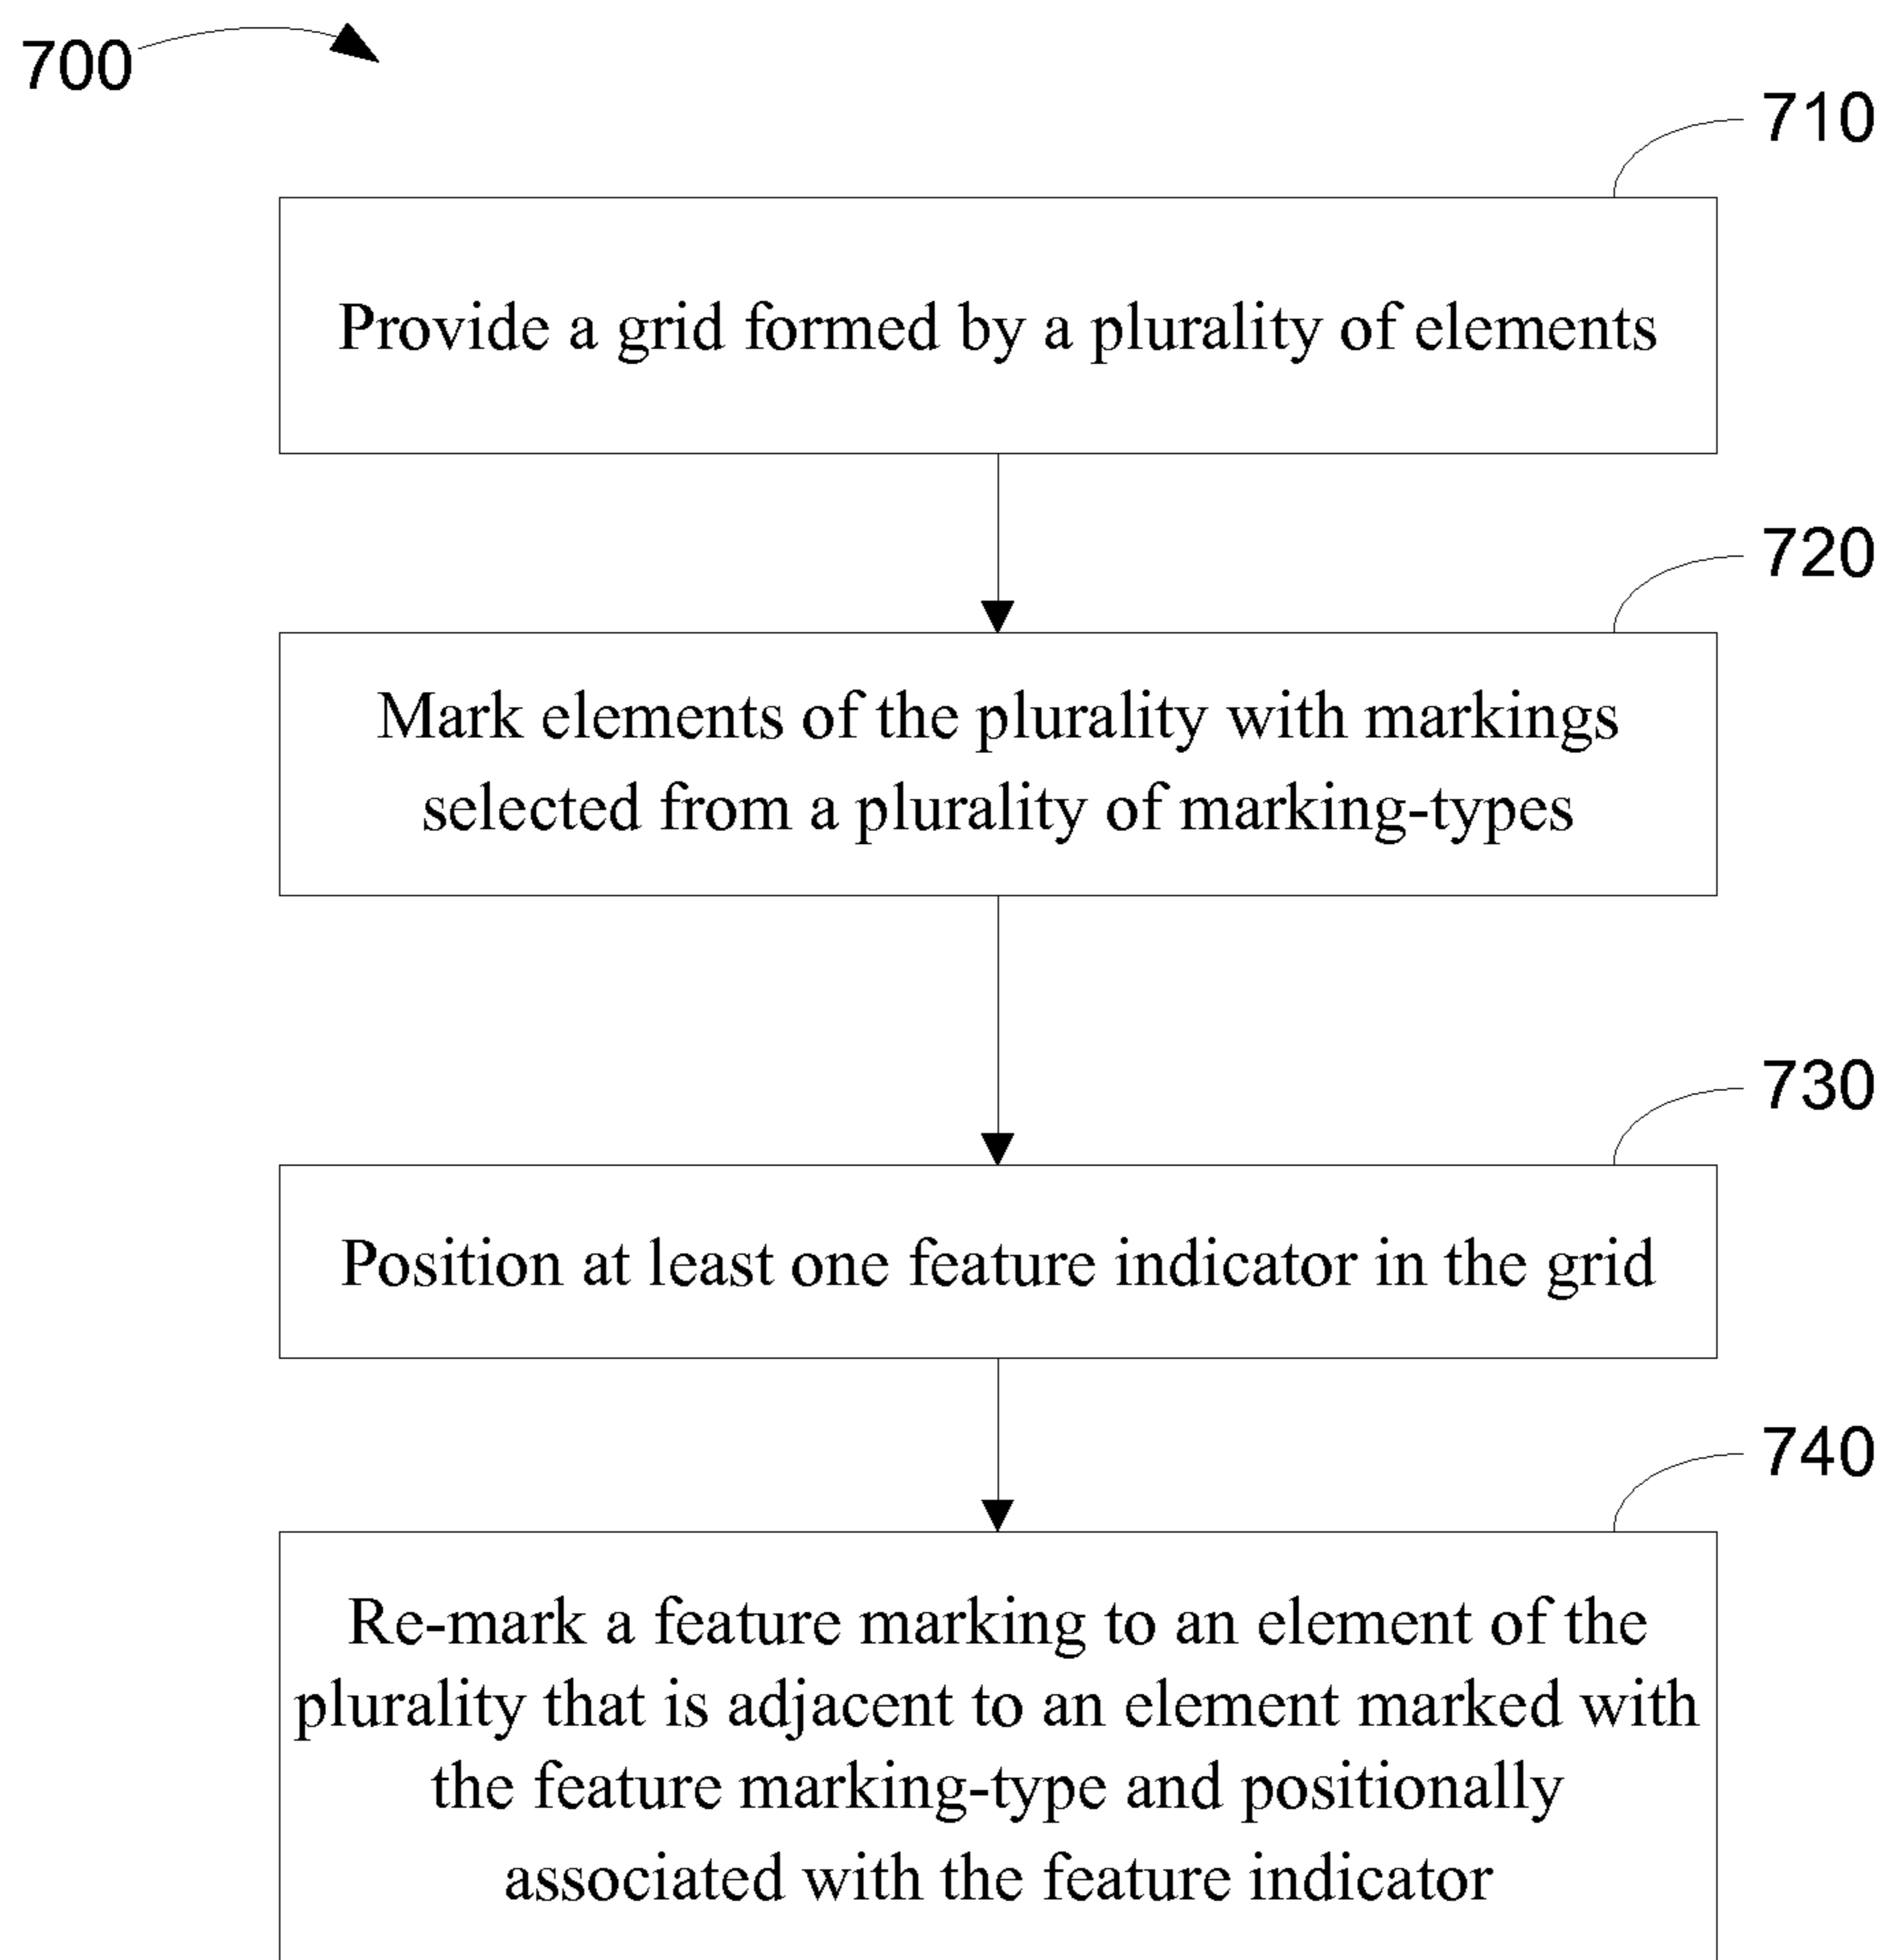 700
710
Provide a grid formed by a plurality of elements
720
Mark elements of the plurality with markings
selected from a plurality of marking-types
730
Position at least one feature indicator in the grid
740
Re-mark a feature marking to an element of the
plurality that is adjacent to an element marked with
the feature marking-type and positionally
associated with the feature indicator